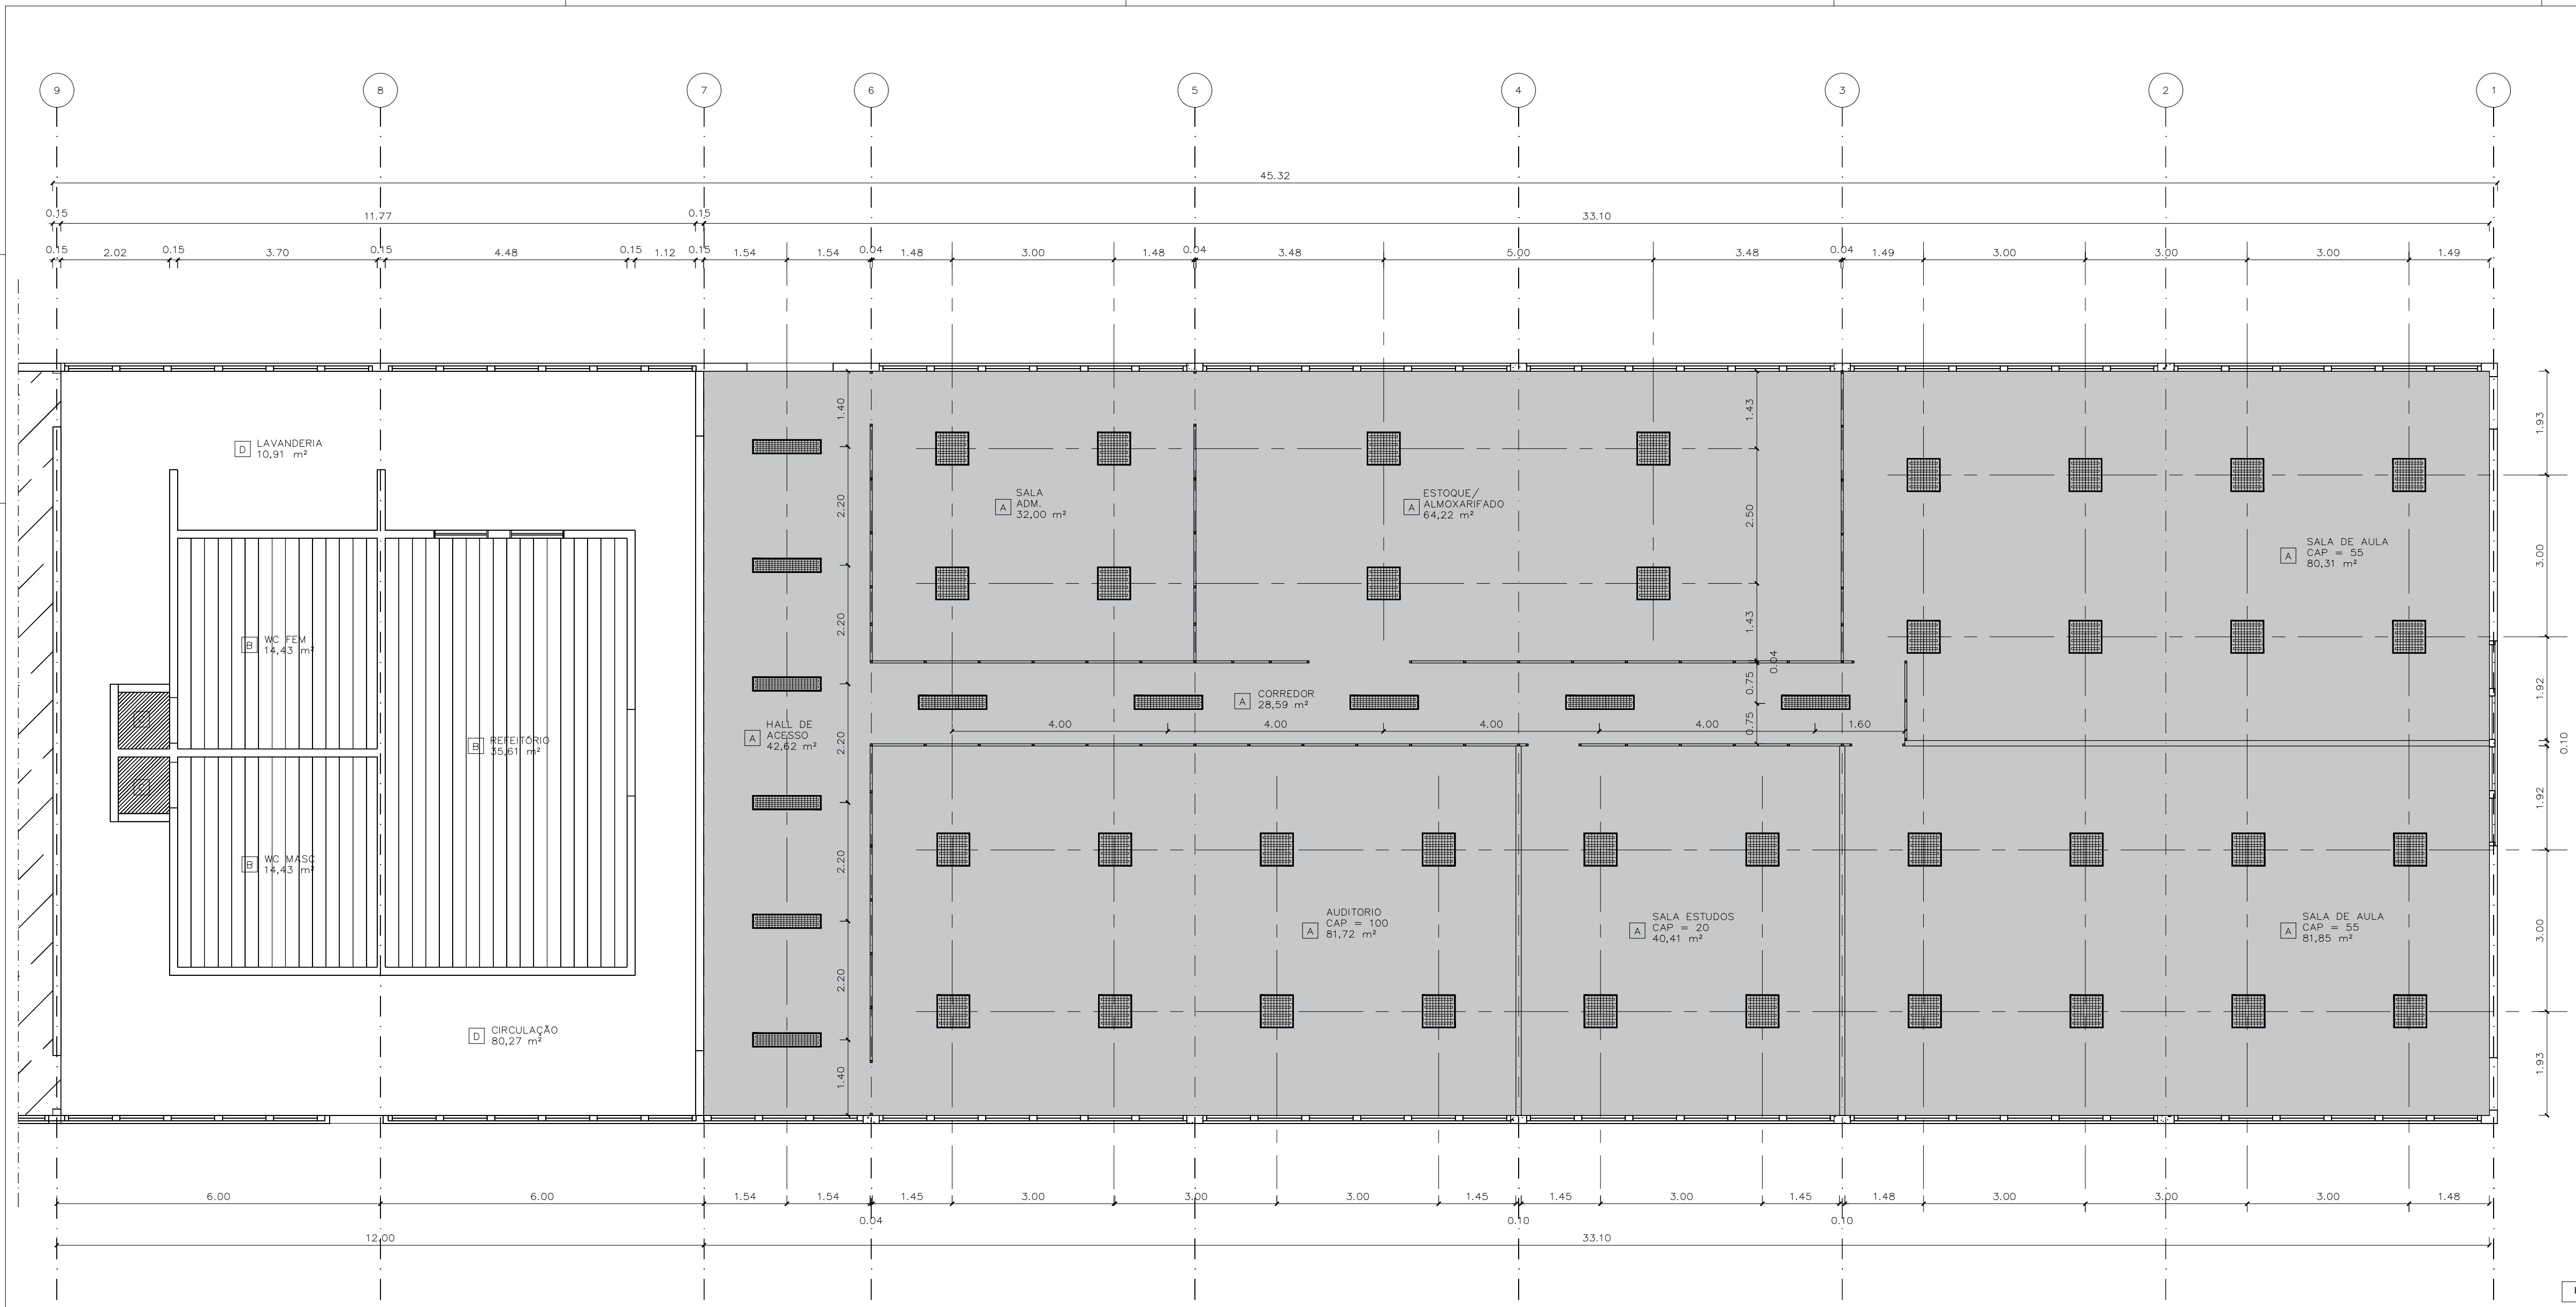 9 8 7 6 5 4 3 2 1
45.32
0.15 11.77 0.15 33.10
0.15 2.02 0.15 3.70 0.15 4.48 0.15 1.12 0.15 1.54 1.54 0.04 1.48 3.00 1.48 0.04 3.48 5.00 3.48 0.04 1.49 3.00 3.00 3.00 1.49
1.40
2.20
2.20
2.20
2.20
2.20
1.40
1.43
2.50
1.43
0.04
0.75
0.75
1.93
3.00
1.92
0.10
1.92
3.00
1.93
D LAVANDERIA
10,91 m²
A SALA
ADM.
32,00 m²
A ESTOQUE/
ALMOXARIFADO
64,22 m²
A SALA DE AULA
CAP = 55
80,31 m²
B WC FEM
14,43 m²
C
C
B REFEITÓRIO
35,61 m²
A HALL DE
ACESSO
42,62 m²
A CORREDOR
28,59 m²
4.00 4.00 4.00 4.00 1.60
B WC MASC
14,43 m²
A AUDITORIO
CAP = 100
81,72 m²
A SALA ESTUDOS
CAP = 20
40,41 m²
A SALA DE AULA
CAP = 55
81,85 m²
D CIRCULAÇÃO
80,27 m²
6.00 6.00 1.54 1.54 1.45 3.00 3.00 3.00 1.45 1.45 3.00 1.45 1.48 3.00 3.00 3.00 1.48
0.04 0.10 0.10
12.00 33.10